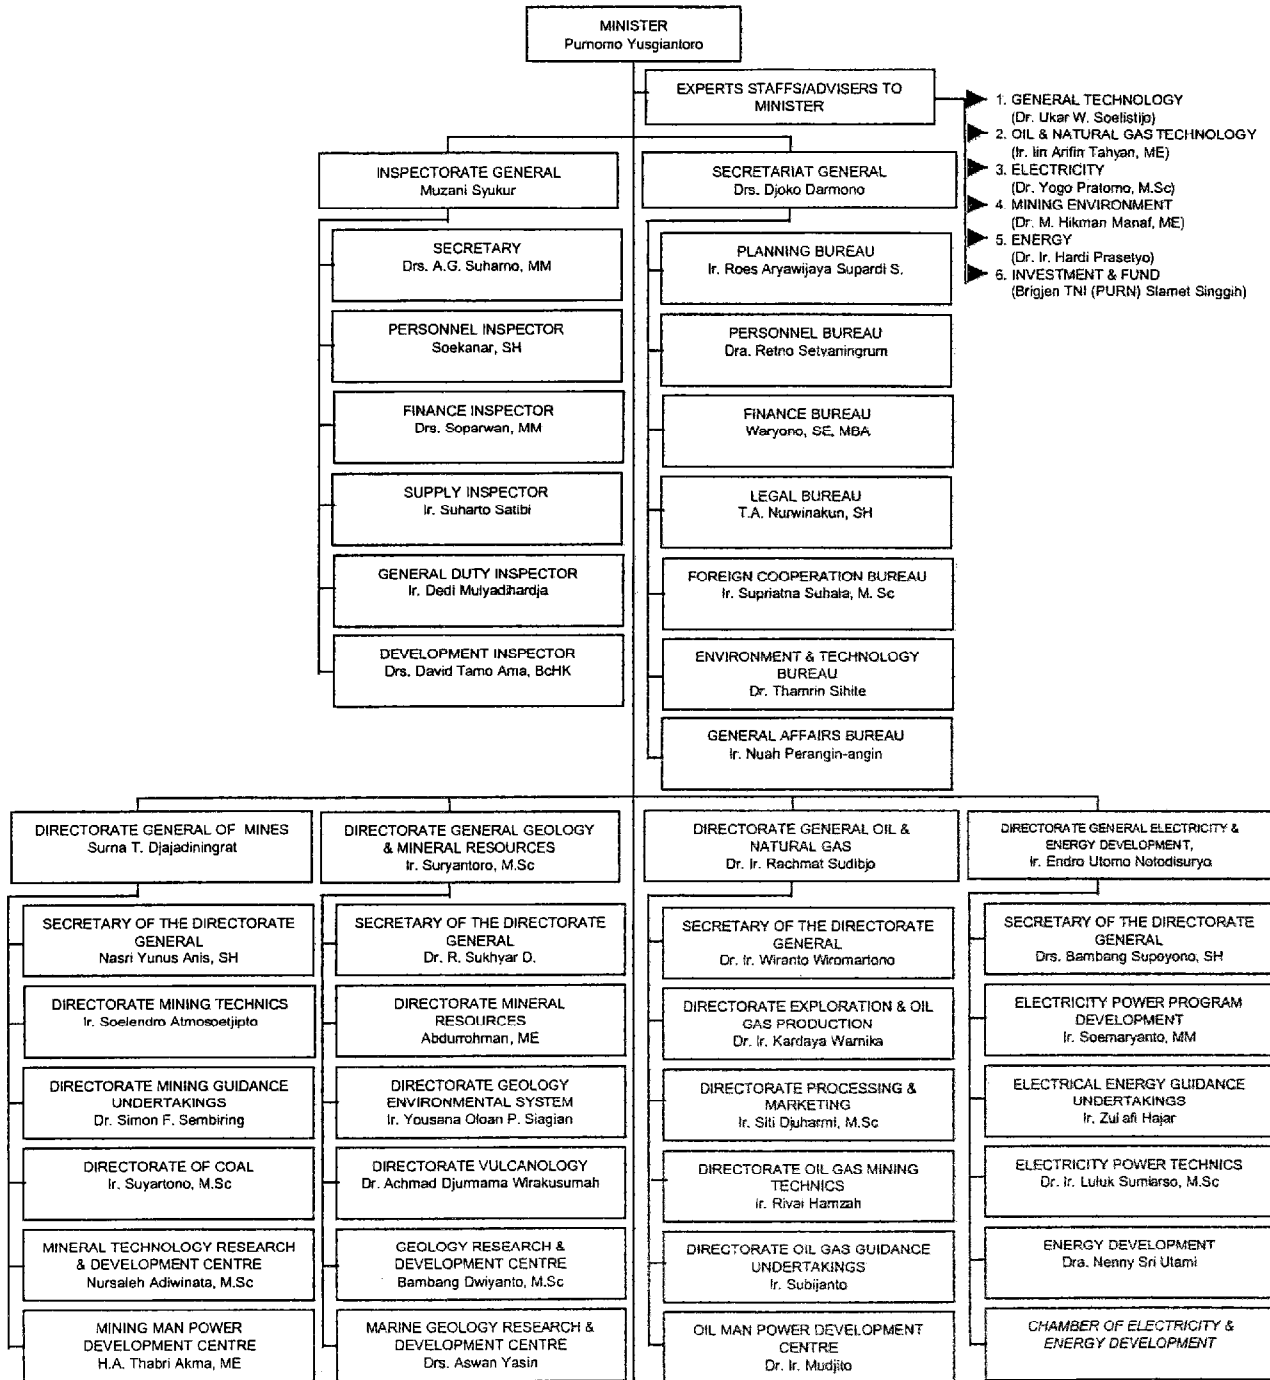 MINISTER
Purnomo Yusgiantoro
EXPERTS STAFFS/ADVISERS TO
MINISTER
1. GENERAL TECHNOLOGY
(Dr. Ukar W. Soelistijo)
2. OIL & NATURAL GAS TECHNOLOGY
(Ir. Iin Arifin Tahyan, ME)
3. ELECTRICITY
(Dr. Yogo Pratomo, M.Sc)
4. MINING ENVIRONMENT
(Dr. M. Hikman Manaf, ME)
5. ENERGY
(Dr. Ir. Hardi Prasetyo)
6. INVESTMENT & FUND
(Brigjen TNI (PURN) Slamet Singgih)
INSPECTORATE GENERAL
Muzani Syukur
SECRETARY
Drs. A.G. Suharno, MM
PERSONNEL INSPECTOR
Soekanar, SH
FINANCE INSPECTOR
Drs. Soparwan, MM
SUPPLY INSPECTOR
Ir. Suharto Satibi
GENERAL DUTY INSPECTOR
Ir. Dedi Mulyadihardja
DEVELOPMENT INSPECTOR
Drs. David Tamo Ama, BcHK
SECRETARIAT GENERAL
Drs. Djoko Darmono
PLANNING BUREAU
Ir. Roes Aryawijaya Supardi S.
PERSONNEL BUREAU
Dra. Retno Setyaningrum
FINANCE BUREAU
Waryono, SE, MBA
LEGAL BUREAU
T.A. Nurwinakun, SH
FOREIGN COOPERATION BUREAU
Ir. Supriatna Suhala, M. Sc
ENVIRONMENT & TECHNOLOGY
BUREAU
Dr. Thamrin Sihite
GENERAL AFFAIRS BUREAU
Ir. Nuah Perangin-angin
DIRECTORATE GENERAL OF MINES
Surna T. Djajadiningrat
SECRETARY OF THE DIRECTORATE
GENERAL
Nasri Yunus Anis, SH
DIRECTORATE MINING TECHNICS
Ir. Soelendro Atmosoetjipto
DIRECTORATE MINING GUIDANCE
UNDERTAKINGS
Dr. Simon F. Sembiring
DIRECTORATE OF COAL
Ir. Suyartono, M.Sc
MINERAL TECHNOLOGY RESEARCH
& DEVELOPMENT CENTRE
Nursaleh Adiwinata, M.Sc
MINING MAN POWER
DEVELOPMENT CENTRE
H.A. Thabri Akma, ME
DIRECTORATE GENERAL GEOLOGY
& MINERAL RESOURCES
Ir. Suryantoro, M.Sc
SECRETARY OF THE DIRECTORATE
GENERAL
Dr. R. Sukhyar D.
DIRECTORATE MINERAL
RESOURCES
Abdurrohman, ME
DIRECTORATE GEOLOGY
ENVIRONMENTAL SYSTEM
Ir. Yousana Oloan P. Siagian
DIRECTORATE VULCANOLOGY
Dr. Achmad Djurmama Wirakusumah
GEOLOGY RESEARCH &
DEVELOPMENT CENTRE
Bambang Dwiyanto, M.Sc
MARINE GEOLOGY RESEARCH &
DEVELOPMENT CENTRE
Drs. Aswan Yasin
DIRECTORATE GENERAL OIL &
NATURAL GAS
Dr. Ir. Rachmat Sudibjo
SECRETARY OF THE DIRECTORATE
GENERAL
Dr. Ir. Wiranto Wiromartono
DIRECTORATE EXPLORATION & OIL
GAS PRODUCTION
Dr. Ir. Kardaya Warnika
DIRECTORATE PROCESSING &
MARKETING
Ir. Siti Djuharmi, M.Sc
DIRECTORATE OIL GAS MINING
TECHNICS
Ir. Rivai Hamzah
DIRECTORATE OIL GAS GUIDANCE
UNDERTAKINGS
Ir. Subijanto
OIL MAN POWER DEVELOPMENT
CENTRE
Dr. Ir. Mudjito
DIRECTORATE GENERAL ELECTRICITY &
ENERGY DEVELOPMENT,
Ir. Endro Utomo Notodisuryo
SECRETARY OF THE DIRECTORATE
GENERAL
Drs. Bambang Supoyono, SH
ELECTRICITY POWER PROGRAM
DEVELOPMENT
Ir. Soemaryanto, MM
ELECTRICAL ENERGY GUIDANCE
UNDERTAKINGS
Ir. Zul afi Hajar
ELECTRICITY POWER TECHNICS
Dr. Ir. Luluk Sumiarso, M.Sc
ENERGY DEVELOPMENT
Dra. Nenny Sri Utami
CHAMBER OF ELECTRICITY &
ENERGY DEVELOPMENT